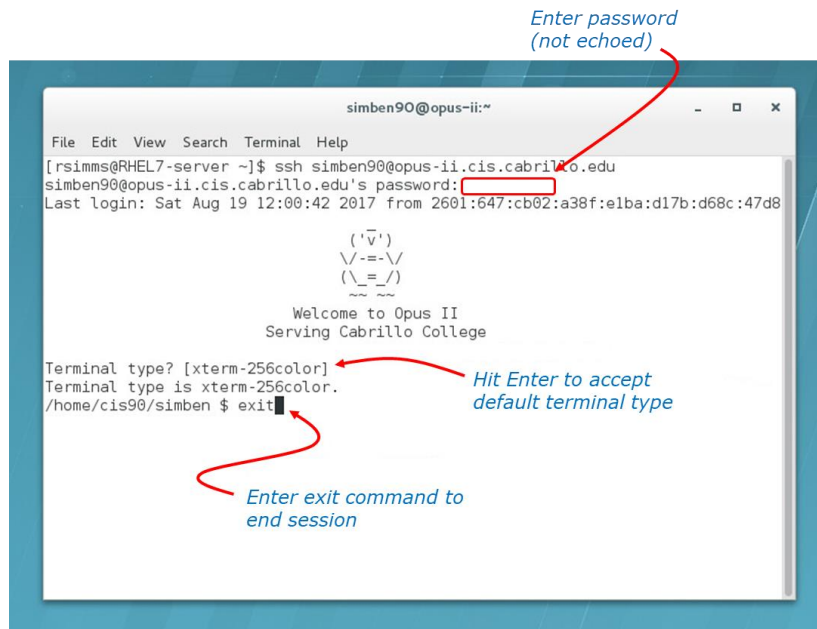 Enter password
(not echoed)
simben90@opus-ii:~
File Edit View Search Terminal Help
[rsimms@RHEL7-server ~]$ ssh simben90@opus-ii.cis.cabrillo.edu
simben90@opus-ii.cis.cabrillo.edu's password:
Last login: Sat Aug 19 12:00:42 2017 from 2601:647:cb02:a38f:e1ba:d17b:d68c:47d8
                                 _
                               ('v')
                              \/-=-\/
                              (\_=_/)
                               ~~ ~~
                          Welcome to Opus II
                       Serving Cabrillo College
Terminal type? [xterm-256color]
Terminal type is xterm-256color.
/home/cis90/simben $ exit
Hit Enter to accept
default terminal type
Enter exit command to
end session